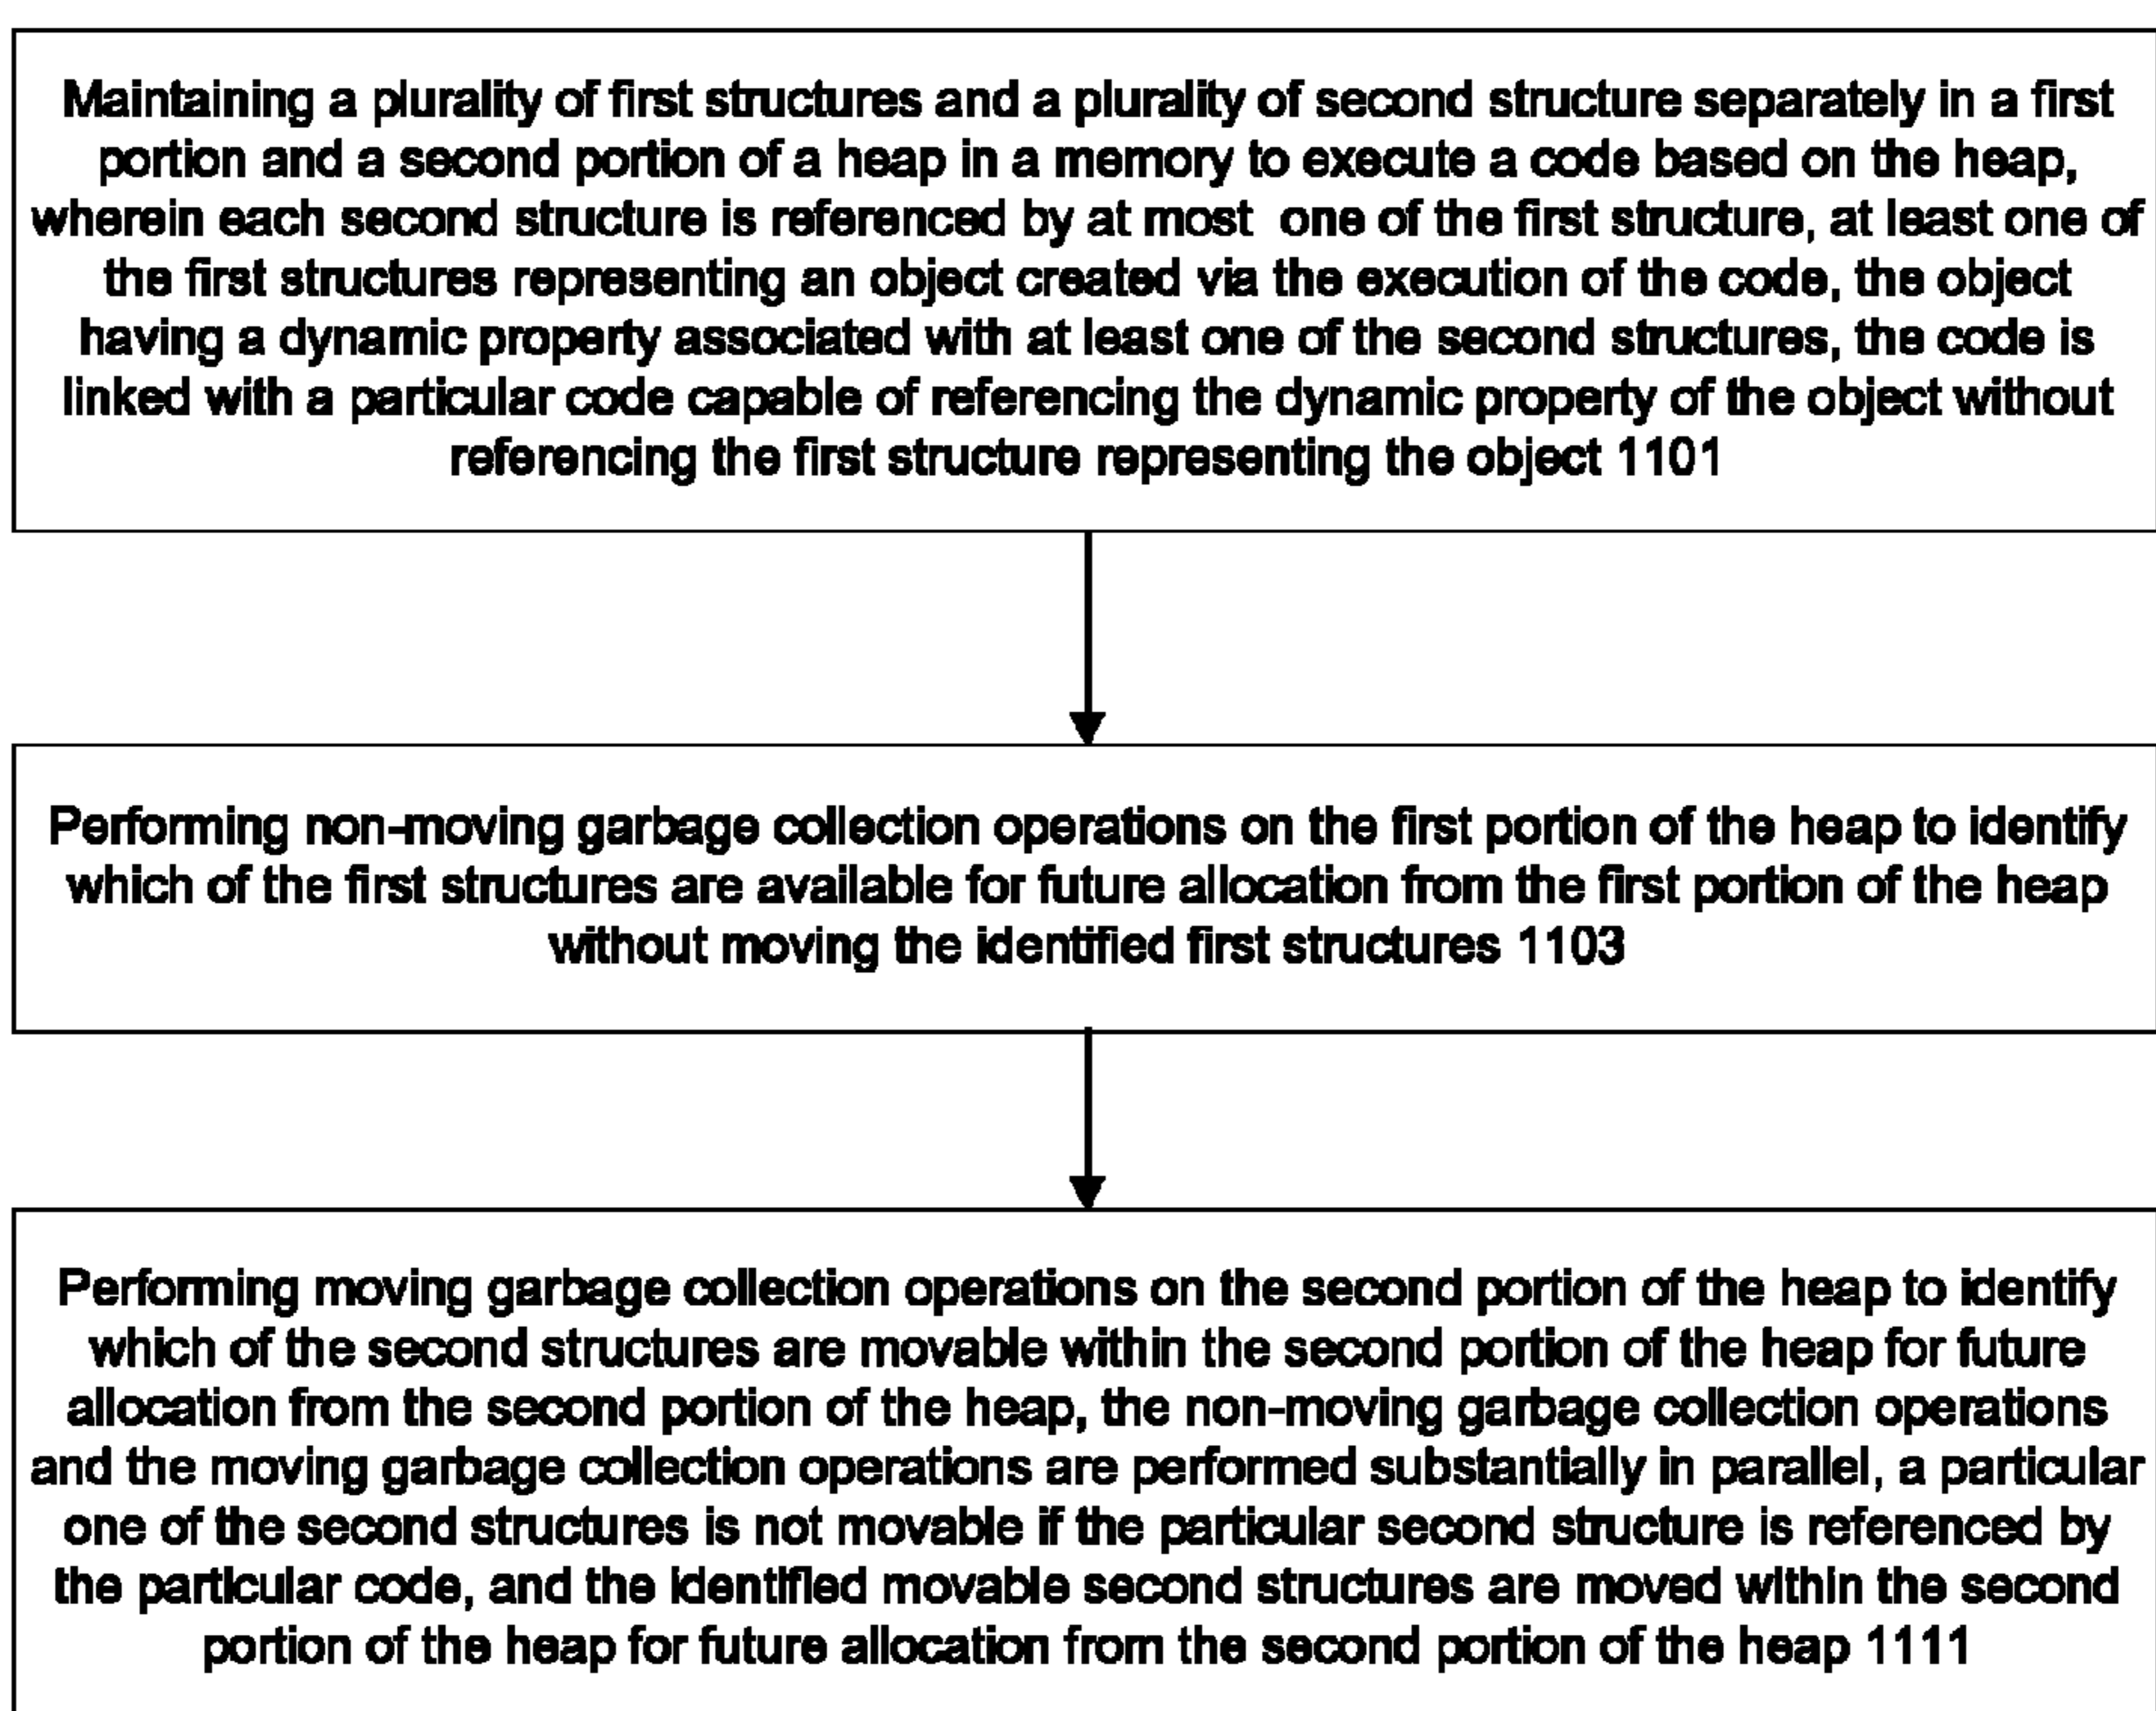 Maintaining a plurality of first structures and a plurality of second structure separately in a first
portion and a second portion of a heap in a memory to execute a code based on the heap,
wherein each second structure is referenced by at most one of the first structure, at least one of
the first structures representing an object created via the execution of the code, the object
having a dynamic property associated with at least one of the second structures, the code is
linked with a particular code capable of referencing the dynamic property of the object without
referencing the first structure representing the object 1101
Performing non-moving garbage collection operations on the first portion of the heap to identify
which of the first structures are available for future allocation from the first portion of the heap
without moving the identified first structures 1103
Performing moving garbage collection operations on the second portion of the heap to identify
which of the second structures are movable within the second portion of the heap for future
allocation from the second portion of the heap, the non-moving garbage collection operations
and the moving garbage collection operations are performed substantially in parallel, a particular
one of the second structures is not movable if the particular second structure is referenced by
the particular code, and the identified movable second structures are moved within the second
portion of the heap for future allocation from the second portion of the heap 1111